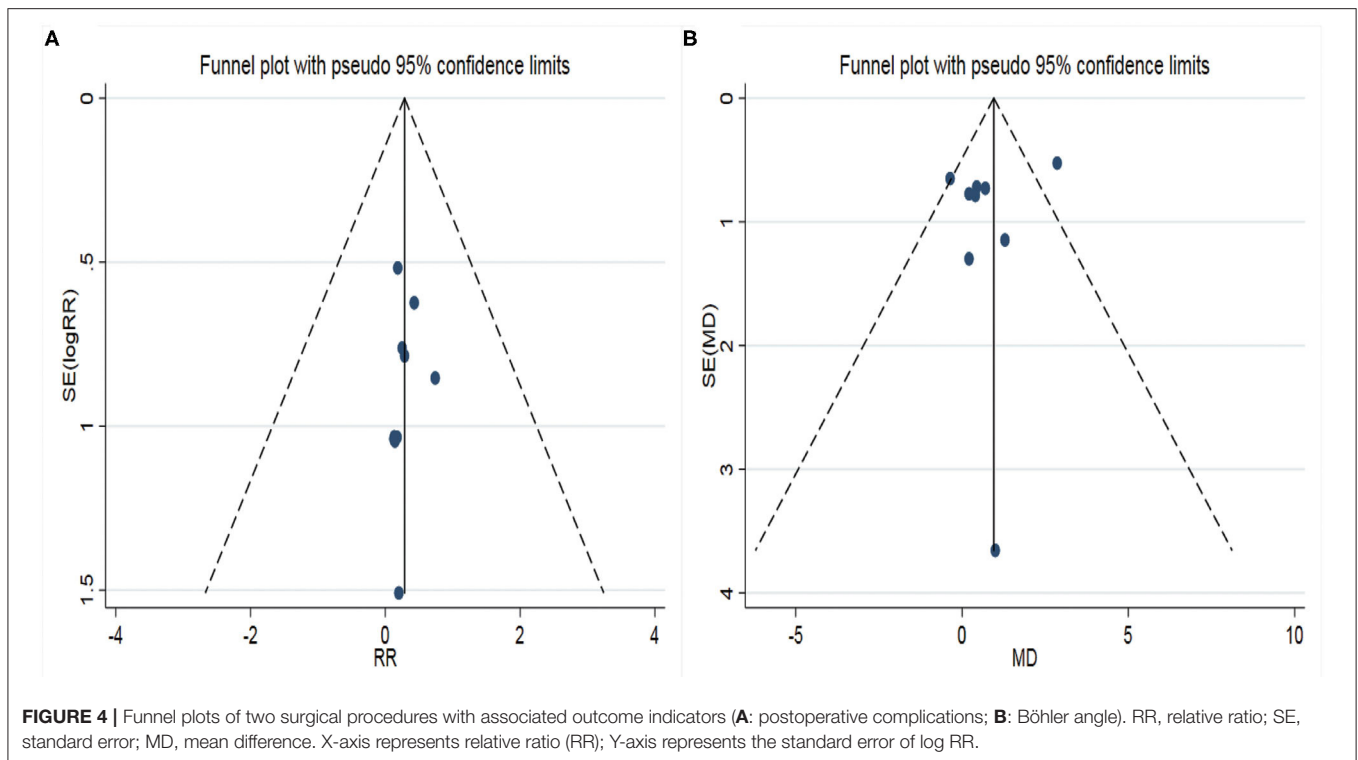 A
Funnel plot with pseudo 95% confidence limits
0
.5
1
1.5
SE(logRR)
-4 -2 0 2 4
RR
B
Funnel plot with pseudo 95% confidence limits
0
1
2
3
4
SE(MD)
-5 0 5 10
MD
FIGURE 4 | Funnel plots of two surgical procedures with associated outcome indicators (A: postoperative complications; B: Böhler angle). RR, relative ratio; SE,
standard error; MD, mean difference. X-axis represents relative ratio (RR); Y-axis represents the standard error of log RR.